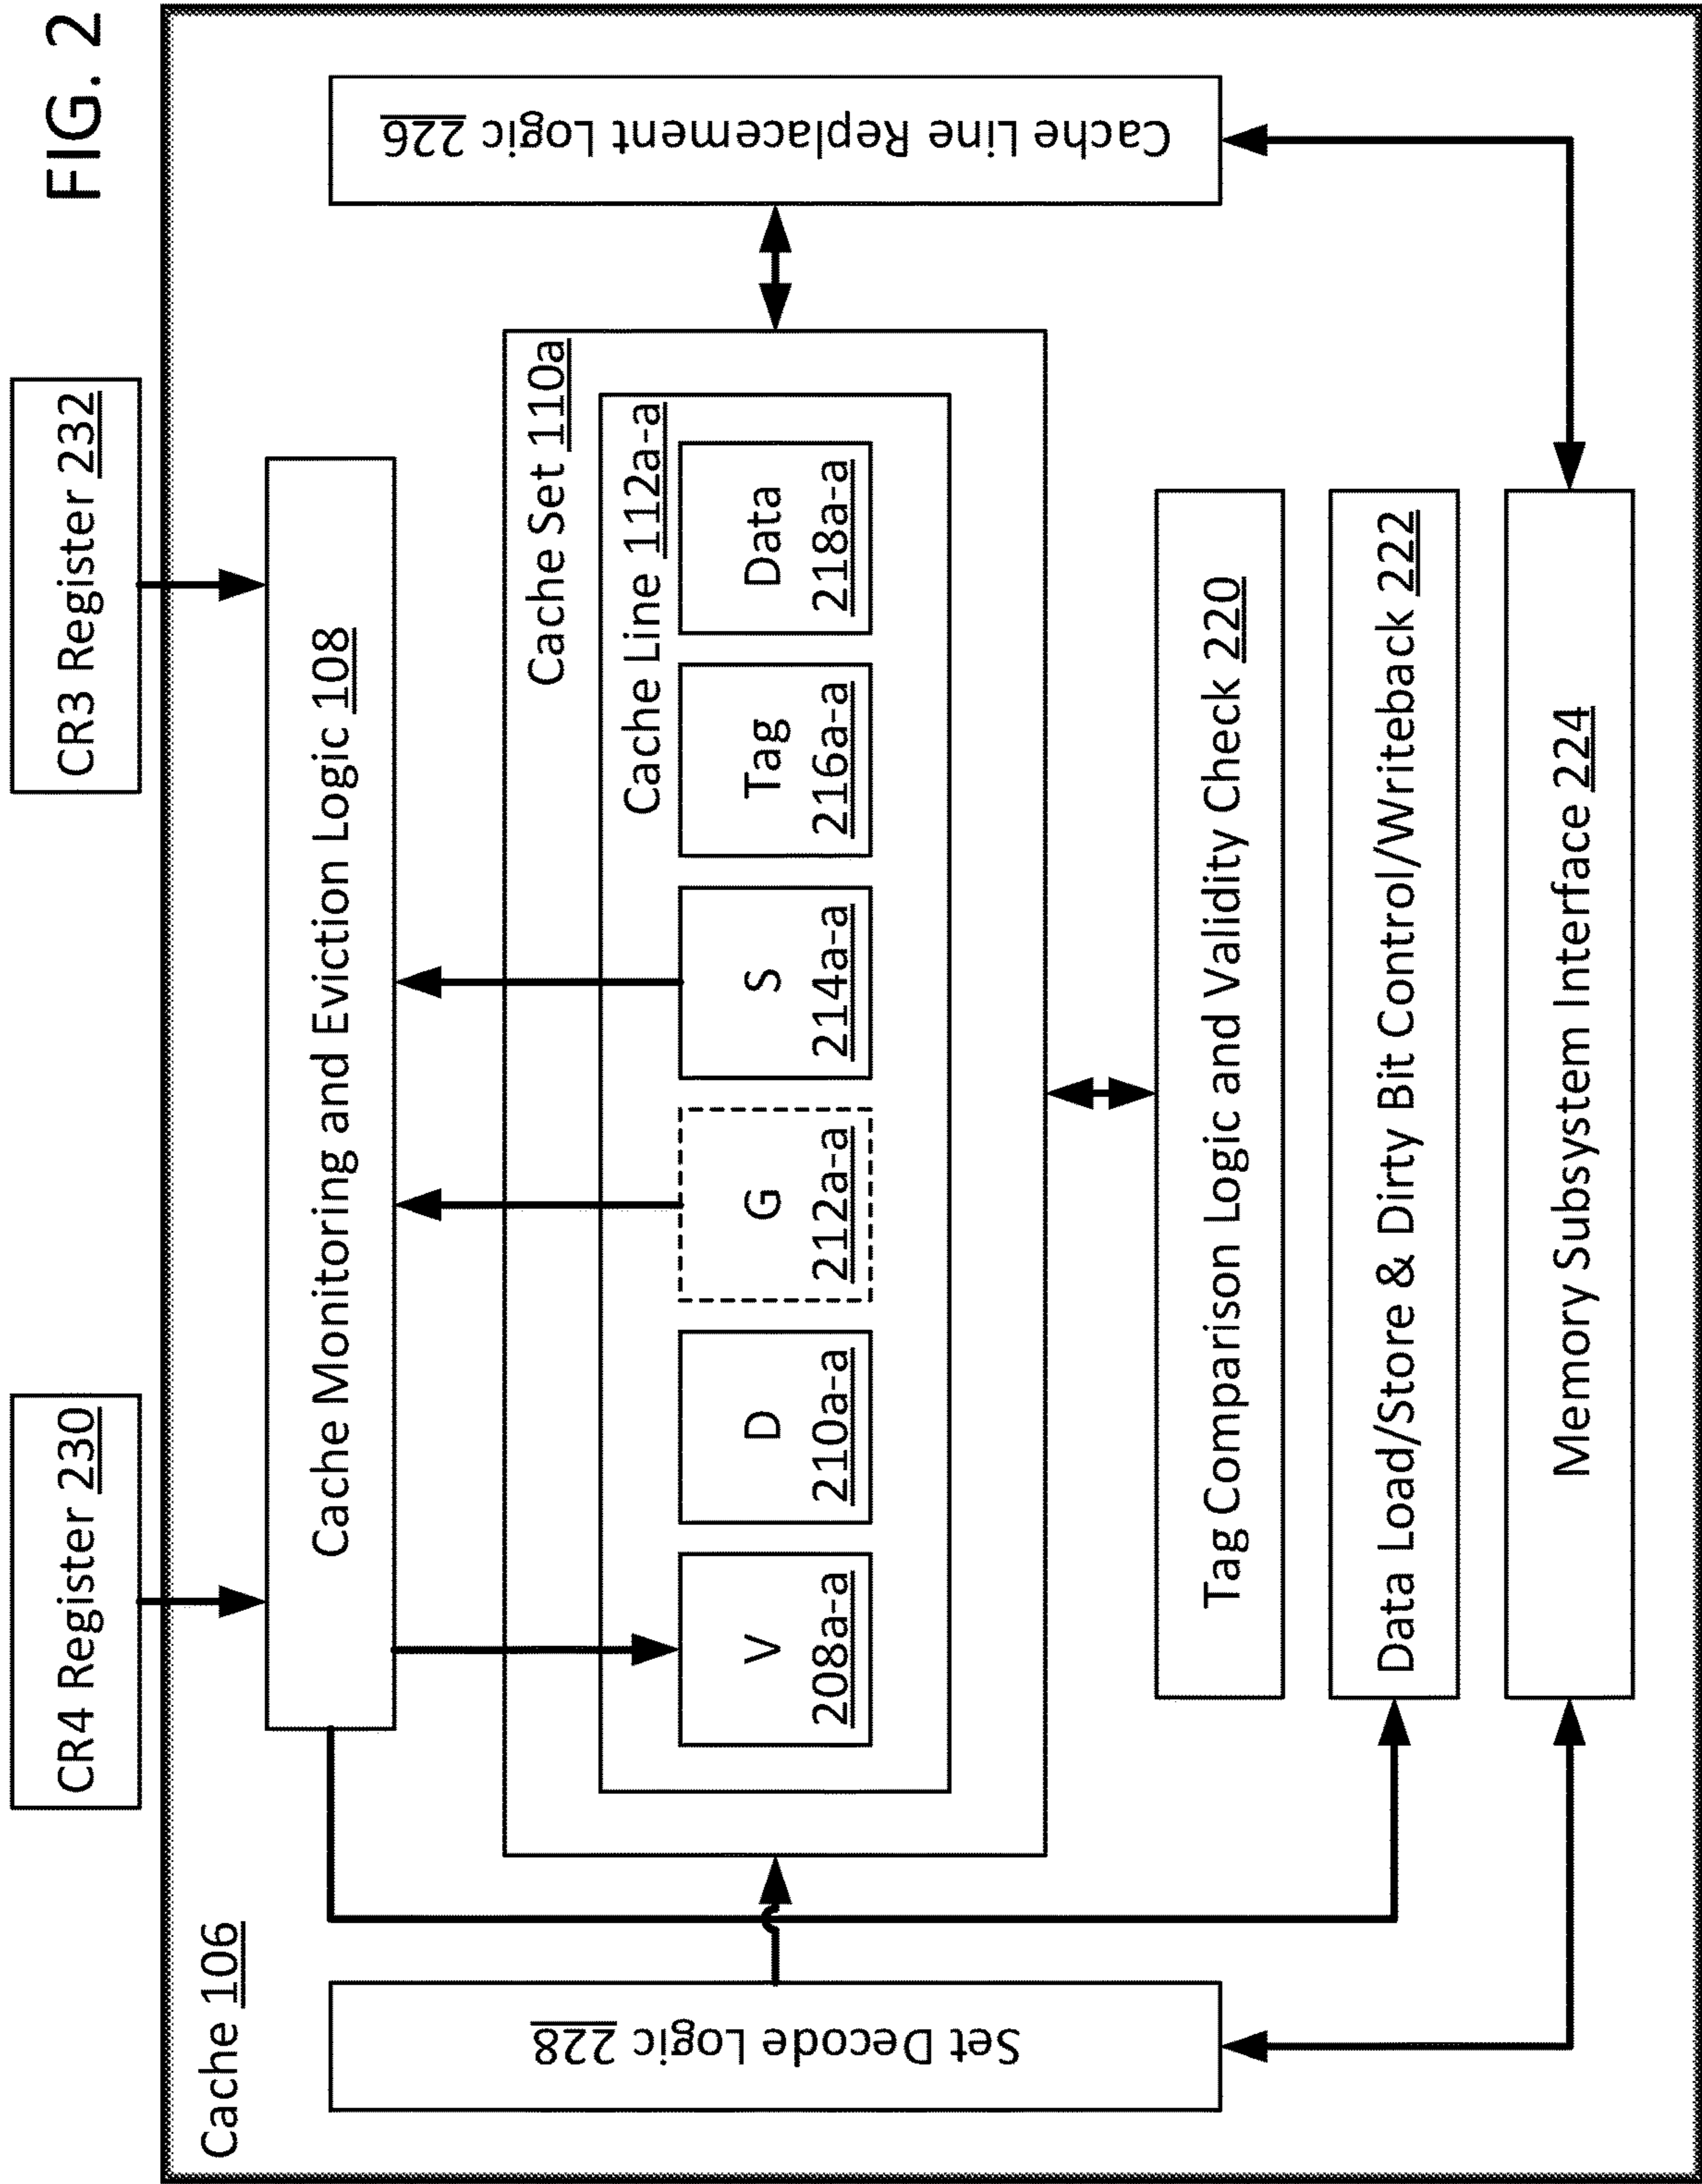 FIG. 2
CR4 Register 230
CR3 Register 232
Cache 106
Cache Monitoring and Eviction Logic 108
Set Decode Logic 228
Cache Set 110a
Cache Line 112a-a
V
208a-a
D
210a-a
G
212a-a
S
214a-a
Tag
216a-a
Data
218a-a
Cache Line Replacement Logic 226
Tag Comparison Logic and Validity Check 220
Data Load/Store & Dirty Bit Control/Writeback 222
Memory Subsystem Interface 224